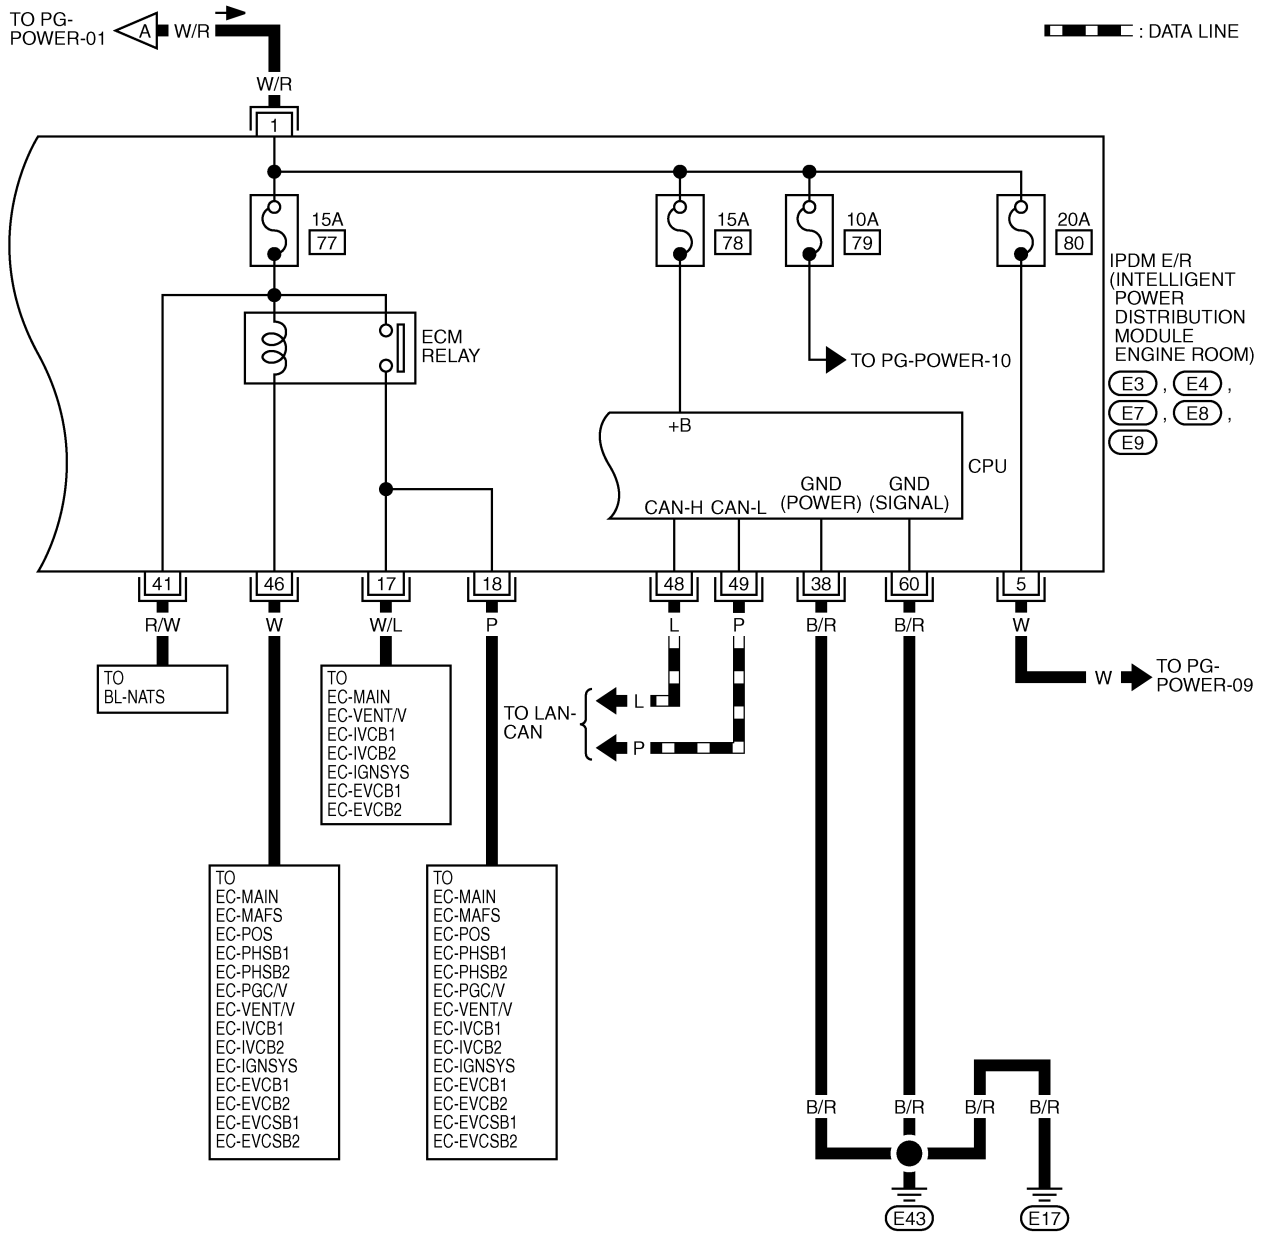 TO PG-
POWER-01
A
W/R
: DATA LINE
W/R
1
15A
77
15A
78
10A
79
20A
80
IPDM E/R
(INTELLIGENT
POWER
DISTRIBUTION
MODULE
ENGINE ROOM)
E3 , E4 ,
E7 , E8 ,
E9
ECM
RELAY
TO PG-POWER-10
+B
CPU
CAN-H
CAN-L
GND
(POWER)
GND
(SIGNAL)
41
46
17
18
48
49
38
60
5
R/W
W
W/L
P
L
P
B/R
B/R
W
TO
BL-NATS
TO
EC-MAIN
EC-VENT/V
EC-IVCB1
EC-IVCB2
EC-IGNSYS
EC-EVCB1
EC-EVCB2
TO LAN-
CAN
L
P
W
TO PG-
POWER-09
TO
EC-MAIN
EC-MAFS
EC-POS
EC-PHSB1
EC-PHSB2
EC-PGC/V
EC-VENT/V
EC-IVCB1
EC-IVCB2
EC-IGNSYS
EC-EVCB1
EC-EVCB2
EC-EVCSB1
EC-EVCSB2
TO
EC-MAIN
EC-MAFS
EC-POS
EC-PHSB1
EC-PHSB2
EC-PGC/V
EC-VENT/V
EC-IVCB1
EC-IVCB2
EC-IGNSYS
EC-EVCB1
EC-EVCB2
EC-EVCSB1
EC-EVCSB2
B/R
B/R
B/R
B/R
E43
E17